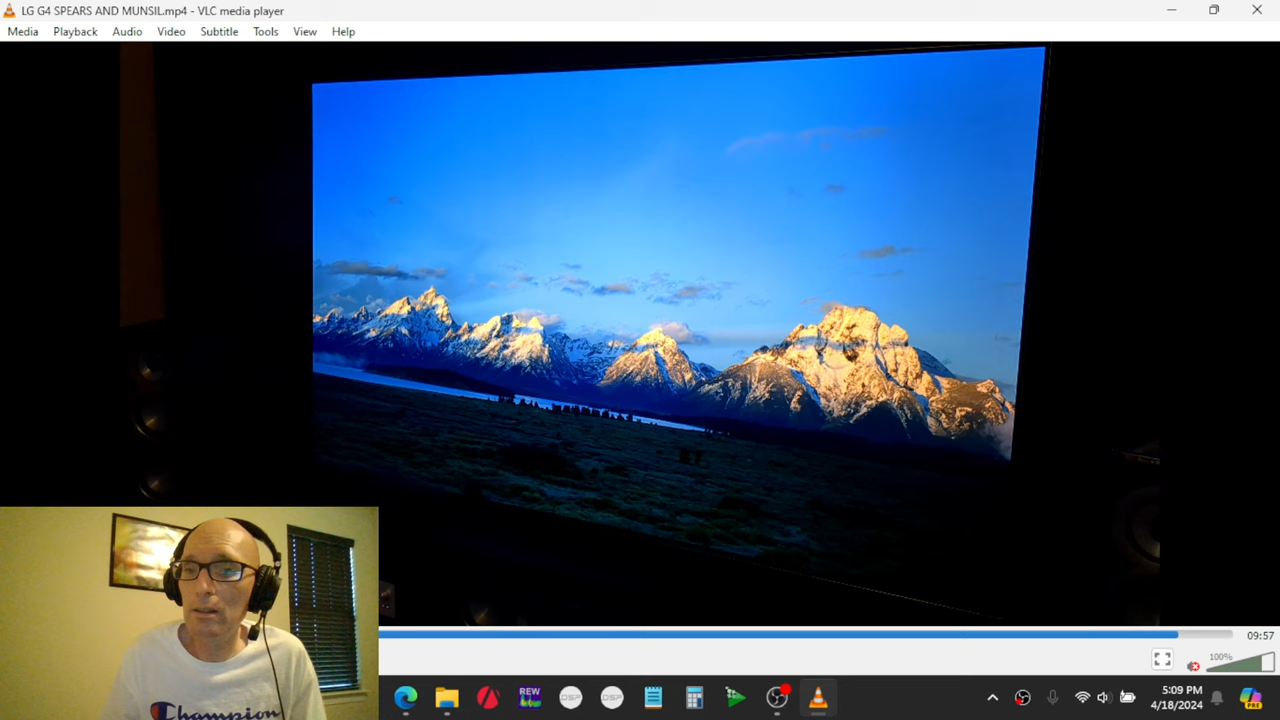 LG G4 SPEARS AND MUNSIL.mp4 - VLC media player
Media Playback Audio Video Subtitle Tools View Help
09:57
100%
Champion
REW
DSP
DSP
5:09 PM
4/18/2024
PRE